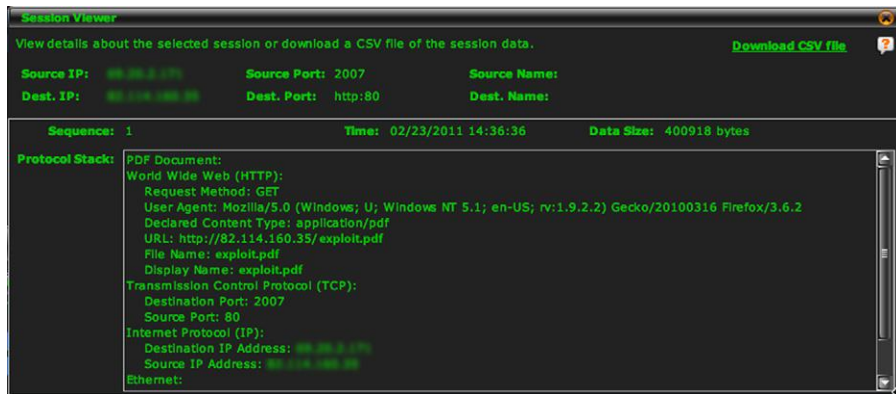 Session Viewer
View details about the selected session or download a CSV file of the session data. Download CSV file ?
Source IP: Source Port: 2007 Source Name:
Dest. IP: Dest. Port: http:80 Dest. Name:
Sequence: 1 Time: 02/23/2011 14:36:36 Data Size: 400918 bytes
Protocol Stack: PDF Document:
World Wide Web (HTTP):
Request Method: GET
User Agent: Mozilla/5.0 (Windows; U; Windows NT 5.1; en-US; rv:1.9.2.2) Gecko/20100316 Firefox/3.6.2
Declared Content Type: application/pdf
URL: http://82.114.160.35/exploit.pdf
File Name: exploit.pdf
Display Name: exploit.pdf
Transmission Control Protocol (TCP):
Destination Port: 2007
Source Port: 80
Internet Protocol (IP):
Destination IP Address:
Source IP Address:
Ethernet: